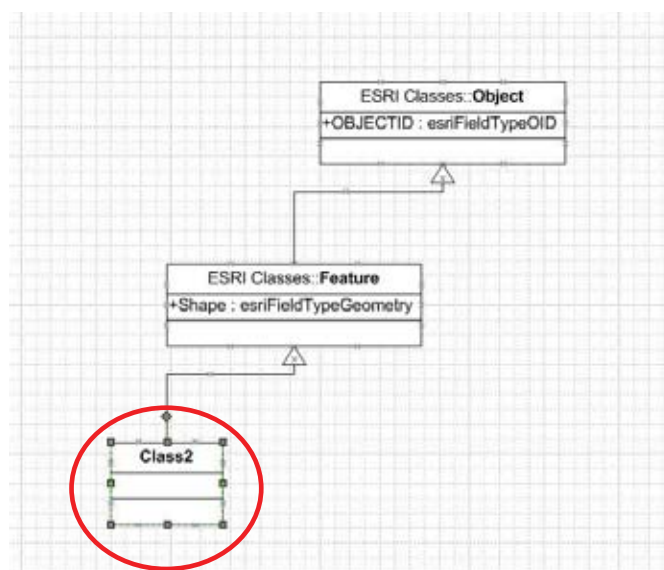 ESRI Classes::Object
+OBJECTID : esriFieldTypeOID
ESRI Classes::Feature
+Shape : esriFieldTypeGeometry
Class2